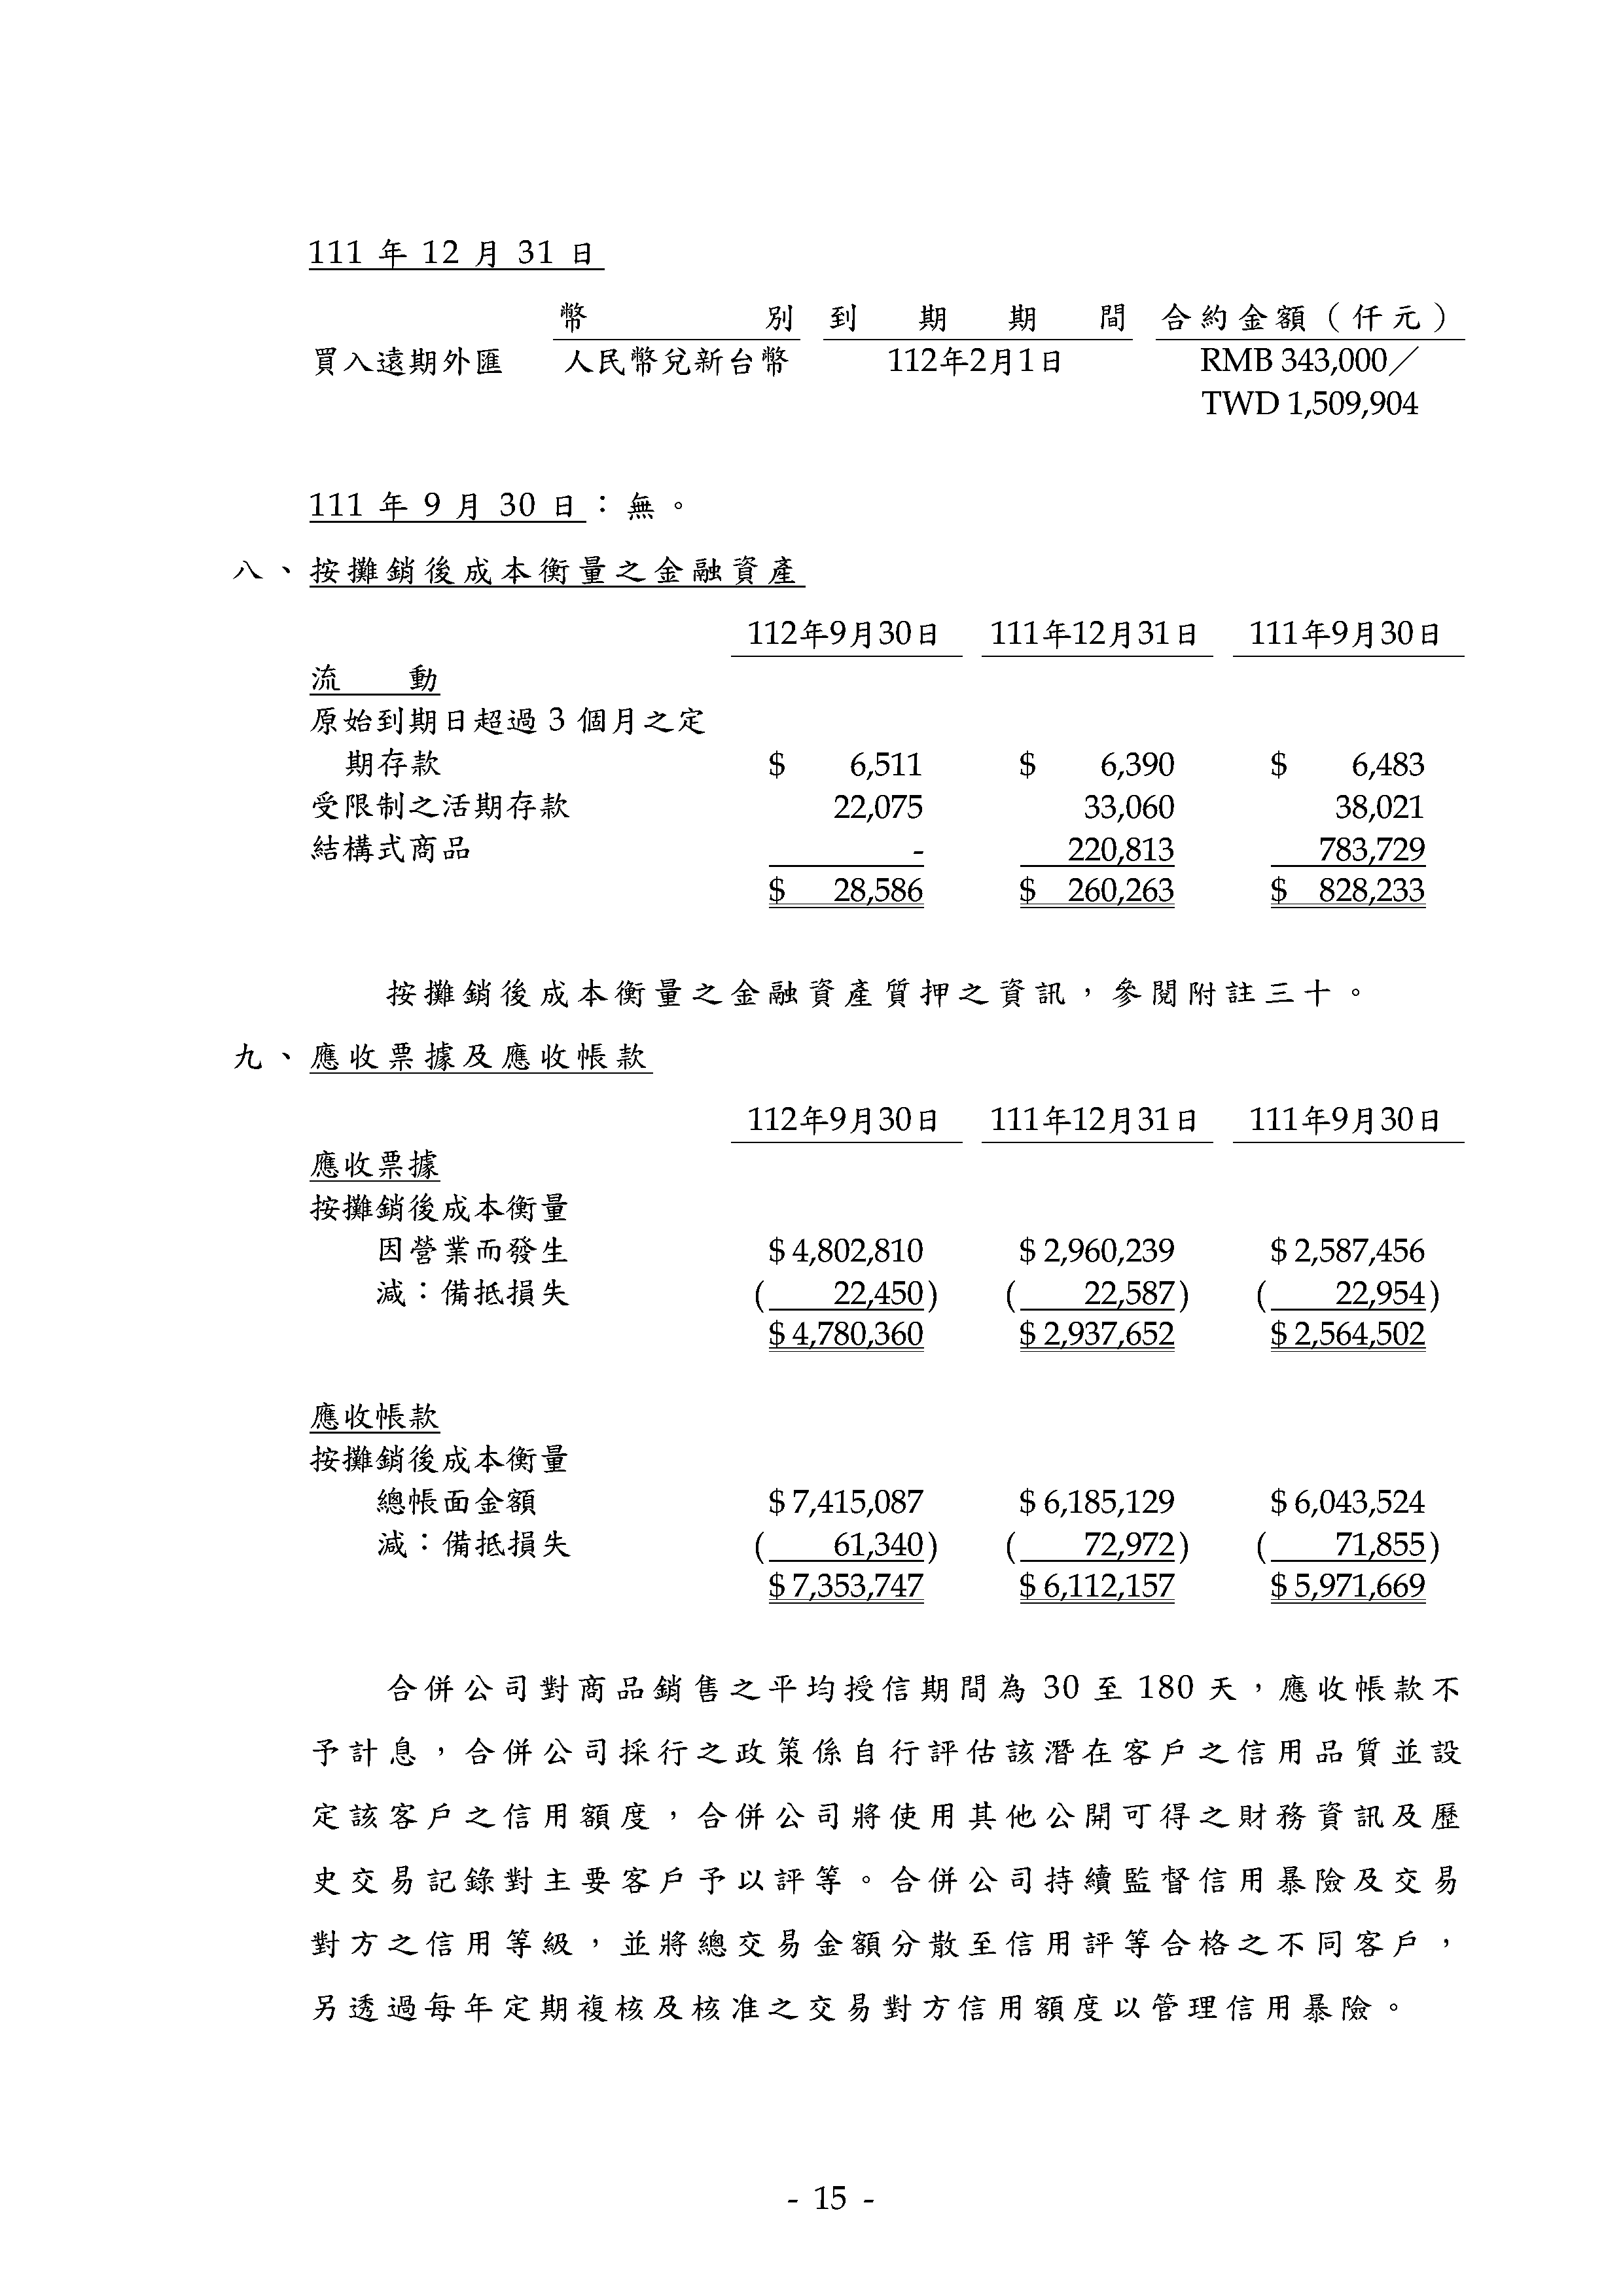 111 年 12 月 31 日
幣別 到期期間 合約金額（仟元）
買入遠期外匯 人民幣兌新台幣 112年2月1日 RMB 343,000／
TWD 1,509,904
111 年 9 月 30 日：無。
八、按攤銷後成本衡量之金融資產
112年9月30日 111年12月31日 111年9月30日
流動
原始到期日超過 3 個月之定
期存款 $ 6,511 $ 6,390 $ 6,483
受限制之活期存款 22,075 33,060 38,021
結構式商品 - 220,813 783,729
$ 28,586 $ 260,263 $ 828,233
按攤銷後成本衡量之金融資產質押之資訊，參閱附註三十。
九、應收票據及應收帳款
112年9月30日 111年12月31日 111年9月30日
應收票據
按攤銷後成本衡量
因營業而發生 $ 4,802,810 $ 2,960,239 $ 2,587,456
減：備抵損失 ( 22,450) ( 22,587) ( 22,954)
$ 4,780,360 $ 2,937,652 $ 2,564,502
應收帳款
按攤銷後成本衡量
總帳面金額 $ 7,415,087 $ 6,185,129 $ 6,043,524
減：備抵損失 ( 61,340) ( 72,972) ( 71,855)
$ 7,353,747 $ 6,112,157 $ 5,971,669
合併公司對商品銷售之平均授信期間為 30 至 180 天，應收帳款不
予計息，合併公司採行之政策係自行評估該潛在客戶之信用品質並設
定該客戶之信用額度，合併公司將使用其他公開可得之財務資訊及歷
史交易記錄對主要客戶予以評等。合併公司持續監督信用暴險及交易
對方之信用等級，並將總交易金額分散至信用評等合格之不同客戶，
另透過每年定期複核及核准之交易對方信用額度以管理信用暴險。
- 15 -